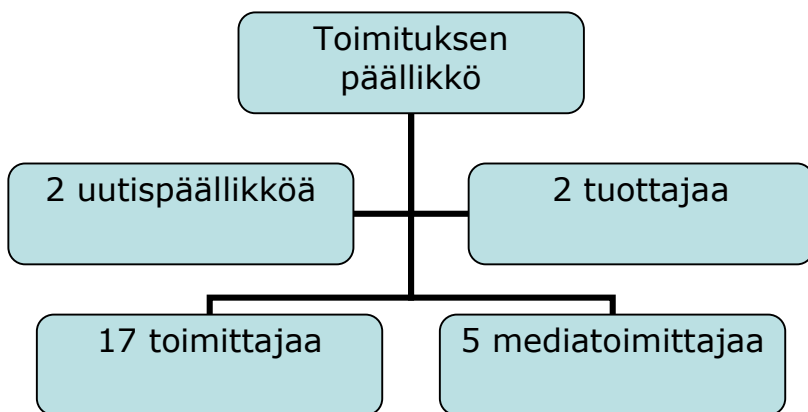 Toimituksen
päällikkö
2 uutispäällikköä
2 tuottajaa
17 toimittajaa
5 mediatoimittajaa